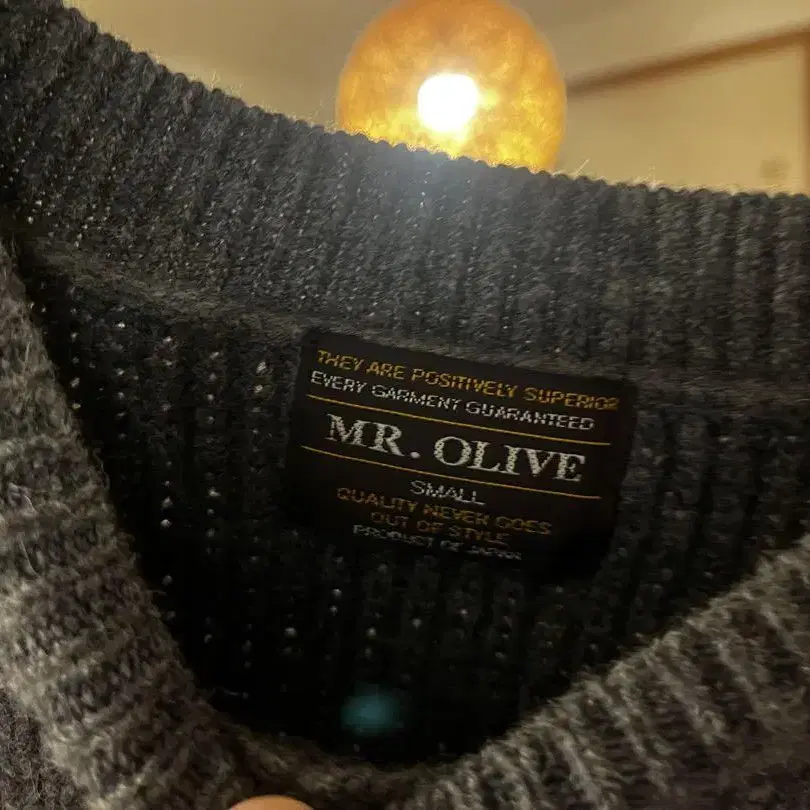 THEY ARE POSITIVELY SUPERIOR
EVERY GARMENT GUARANTEED
MR. OLIVE
SMALL
QUALITY NEVER GOES
OUT OF STYLE
PRODUCT OF JAPAN